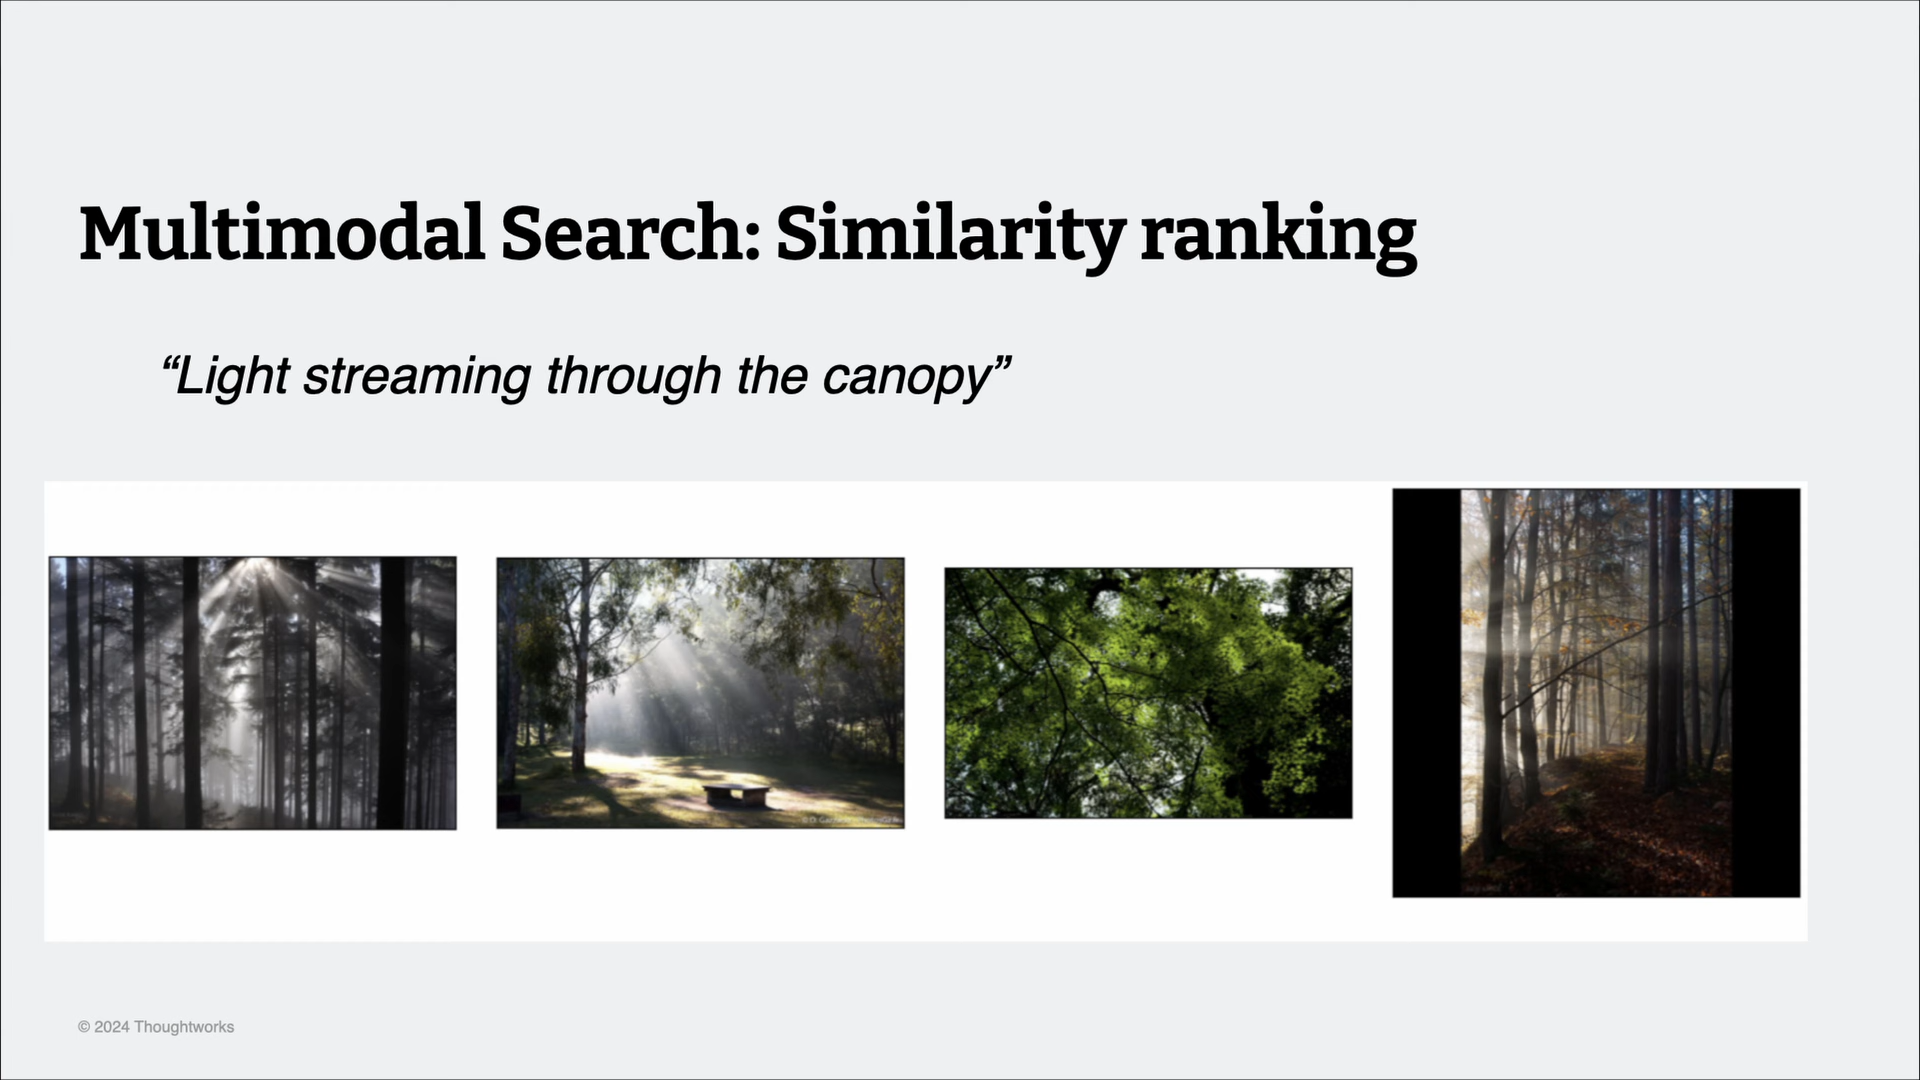 Multimodal Search: Similarity ranking
“Light streaming through the canopy”
© 2024 Thoughtworks